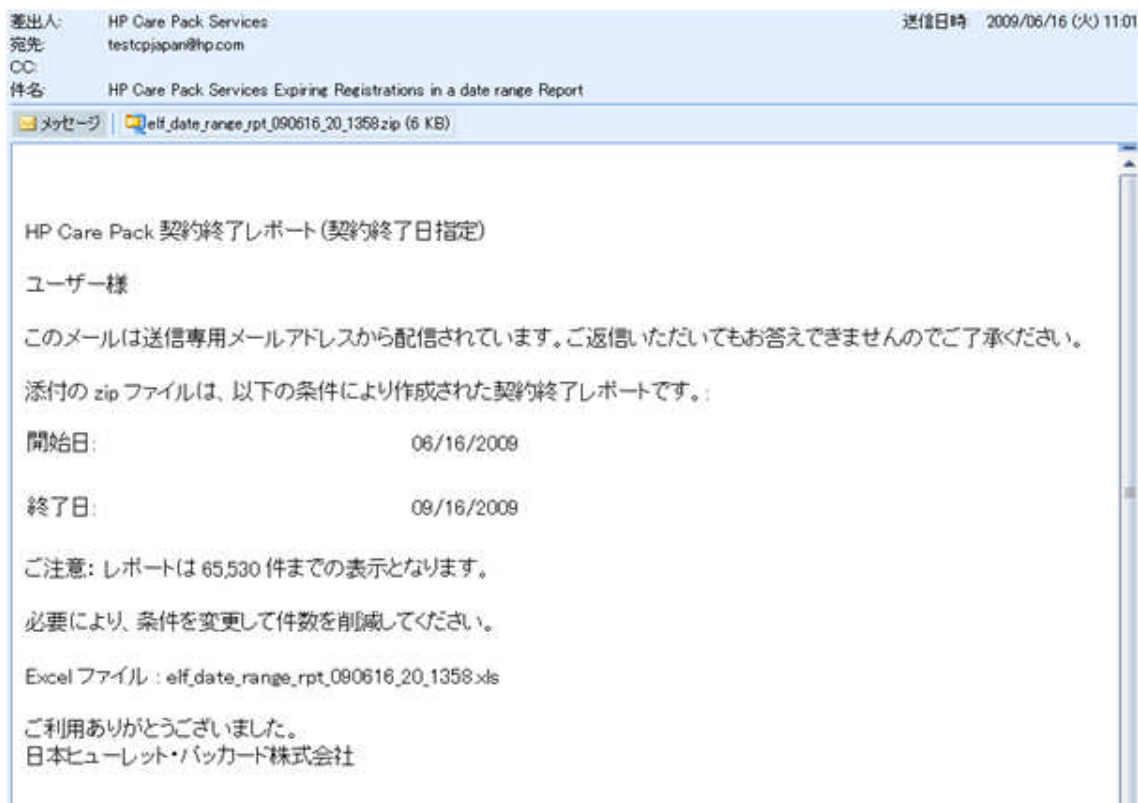 差出人: HP Care Pack Services 送信日時 2009/06/16 (火) 11:01
宛先: testcpjapan@hp.com
CC:
件名: HP Care Pack Services Expiring Registrations in a date range Report
メッセージ elf_date_range_rpt_090616_20_1358.zip (6 KB)
HP Care Pack 契約終了レポート(契約終了日指定)
ユーザー様
このメールは送信専用メールアドレスから配信されています。ご返信いただいてもお答えできませんのでご了承ください。
添付の zip ファイルは、以下の条件により作成された契約終了レポートです。:
開始日: 06/16/2009
終了日: 09/16/2009
ご注意: レポートは 65,530 件までの表示となります。
必要により、条件を変更して件数を削減してください。
Excel ファイル : elf_date_range_rpt_090616_20_1358.xls
ご利用ありがとうございました。
日本ヒューレット・パッカード株式会社